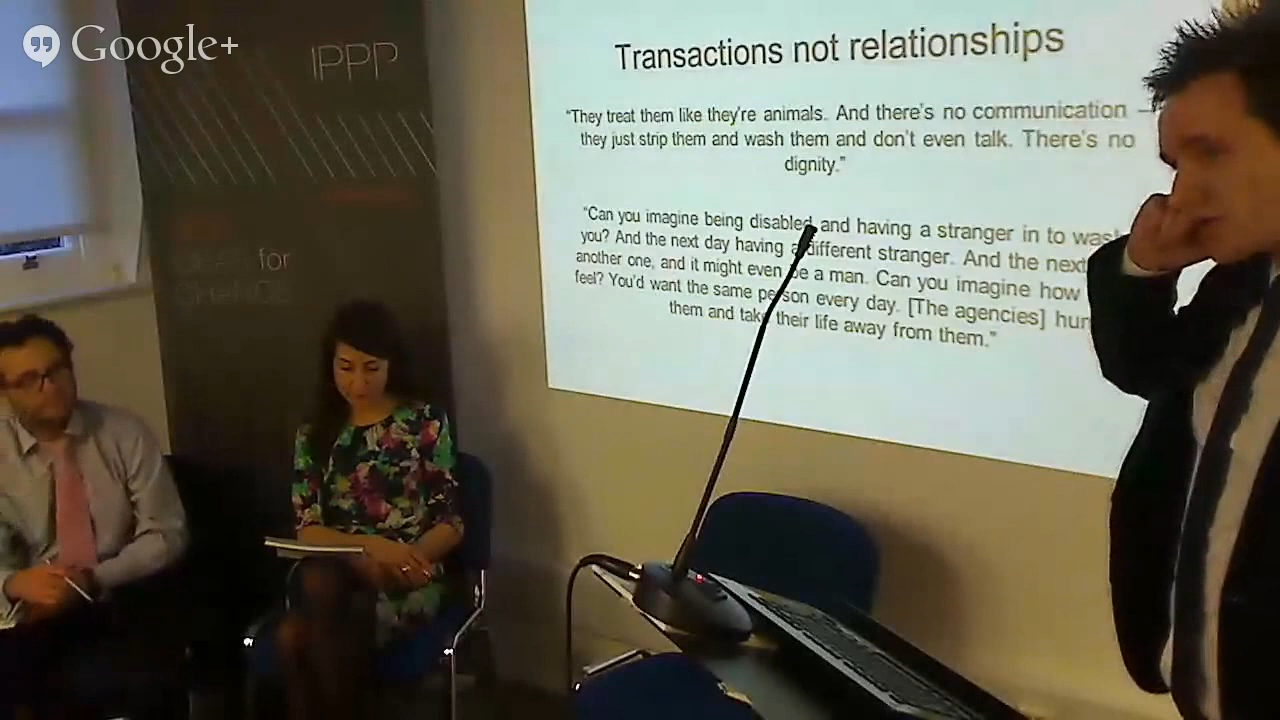 Google+
IPPR
for
CHANGE
Transactions not relationships
"They treat them like they're animals. And there's no communication –
they just strip them and wash them and don't even talk. There's no
dignity."
"Can you imagine being disabled and having a stranger in to
you? And the next day having a different stranger. And the next
another one, and it might even be a man. Can you imagine how
feel? You'd want the same person every day. [The agencies]
them and take their life away from them."